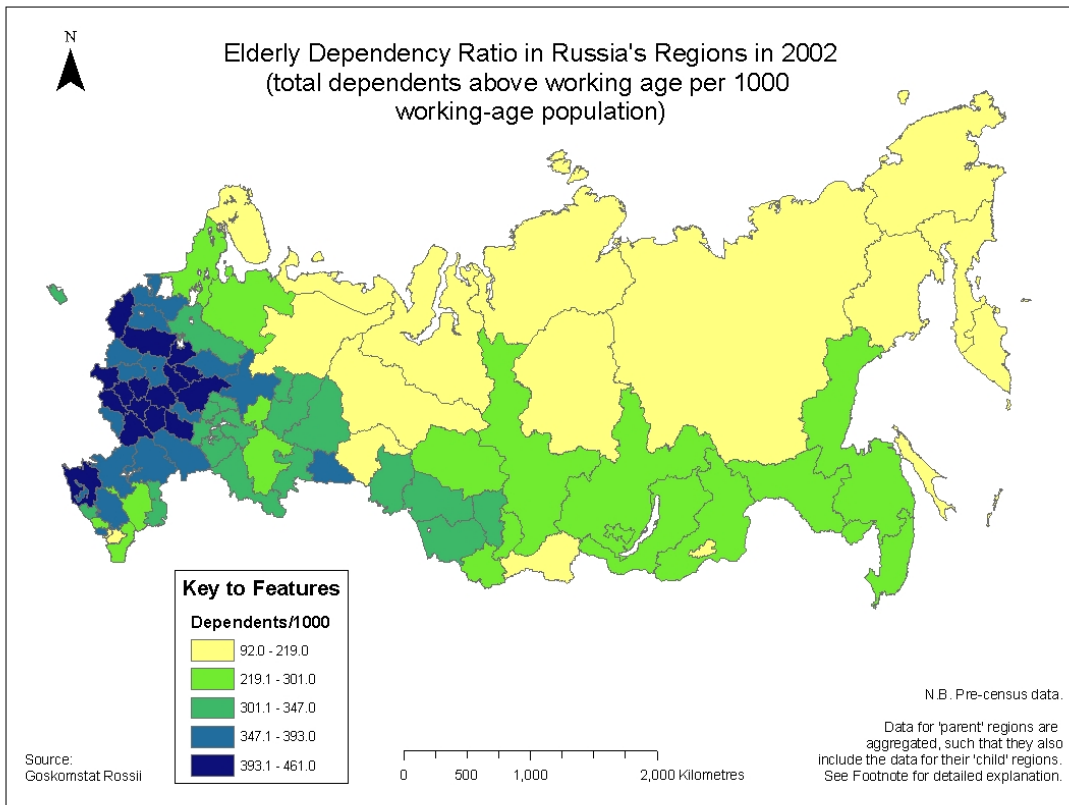 N
Elderly Dependency Ratio in Russia's Regions in 2002
(total dependents above working age per 1000
working-age population)
Key to Features
Dependents/1000
92.0 - 219.0
219.1 - 301.0
301.1 - 347.0
347.1 - 393.0
393.1 - 461.0
Source:
Goskomstat Rossii
0 500 1,000 2,000 Kilometres
N.B. Pre-census data.
Data for 'parent' regions are
aggregated, such that they also
include the data for their 'child' regions.
See Footnote for detailed explanation.